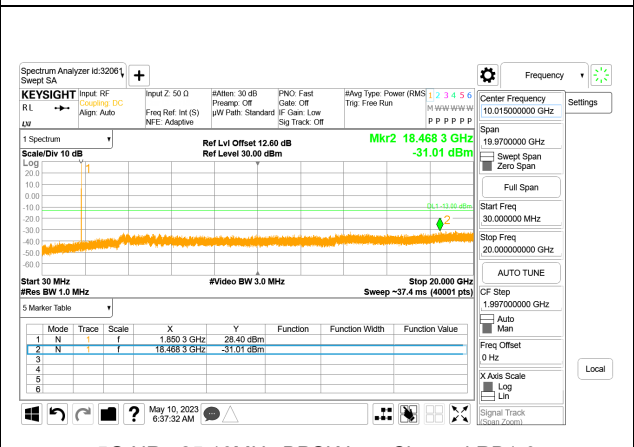 Spectrum Analyzer id:32061
Swept SA
Frequency
KEYSIGHT Input: RF Input Z: 50 Ω #Atten: 30 dB PNO: Fast #Avg Type: Power (RMS 1 2 3 4 5 6
RL Coupling: DC Preamp: Off Gate: Off Trig: Free Run M W W W W W
Align: Auto Freq Ref: Int (S) µW Path: Standard IF Gain: Low
NFE: Adaptive Sig Track: Off P P P P P P
Center Frequency
10.015000000 GHz
Settings
Span
19.9700000 GHz
Swept Span
Zero Span
Full Span
Start Freq
30.000000 MHz
Stop Freq
20.00000000 GHz
AUTO TUNE
CF Step
1.997000000 GHz
Auto
Man
Freq Offset
0 Hz
X Axis Scale
Log
Lin
Signal Track
(Span Zoom)
Local
1 Spectrum
Ref Lvl Offset 12.60 dB
Mkr2 18.468 3 GHz
Scale/Div 10 dB
Ref Level 30.00 dBm
-31.01 dBm
Log
1
20.0
10.0
0.00
-10.0
DL1 -13.00 dBm
-20.0
2
-30.0
-40.0
-50.0
-60.0
Start 30 MHz #Video BW 3.0 MHz Stop 20.000 GHz
#Res BW 1.0 MHz Sweep ~37.4 ms (40001 pts)
5 Marker Table
Mode Trace Scale X Y Function Function Width Function Value
1 N 1 f 1.850 3 GHz 28.40 dBm
2 N 1 f 18.468 3 GHz -31.01 dBm
3
4
5
6
May 10, 2023
6:37:32 AM